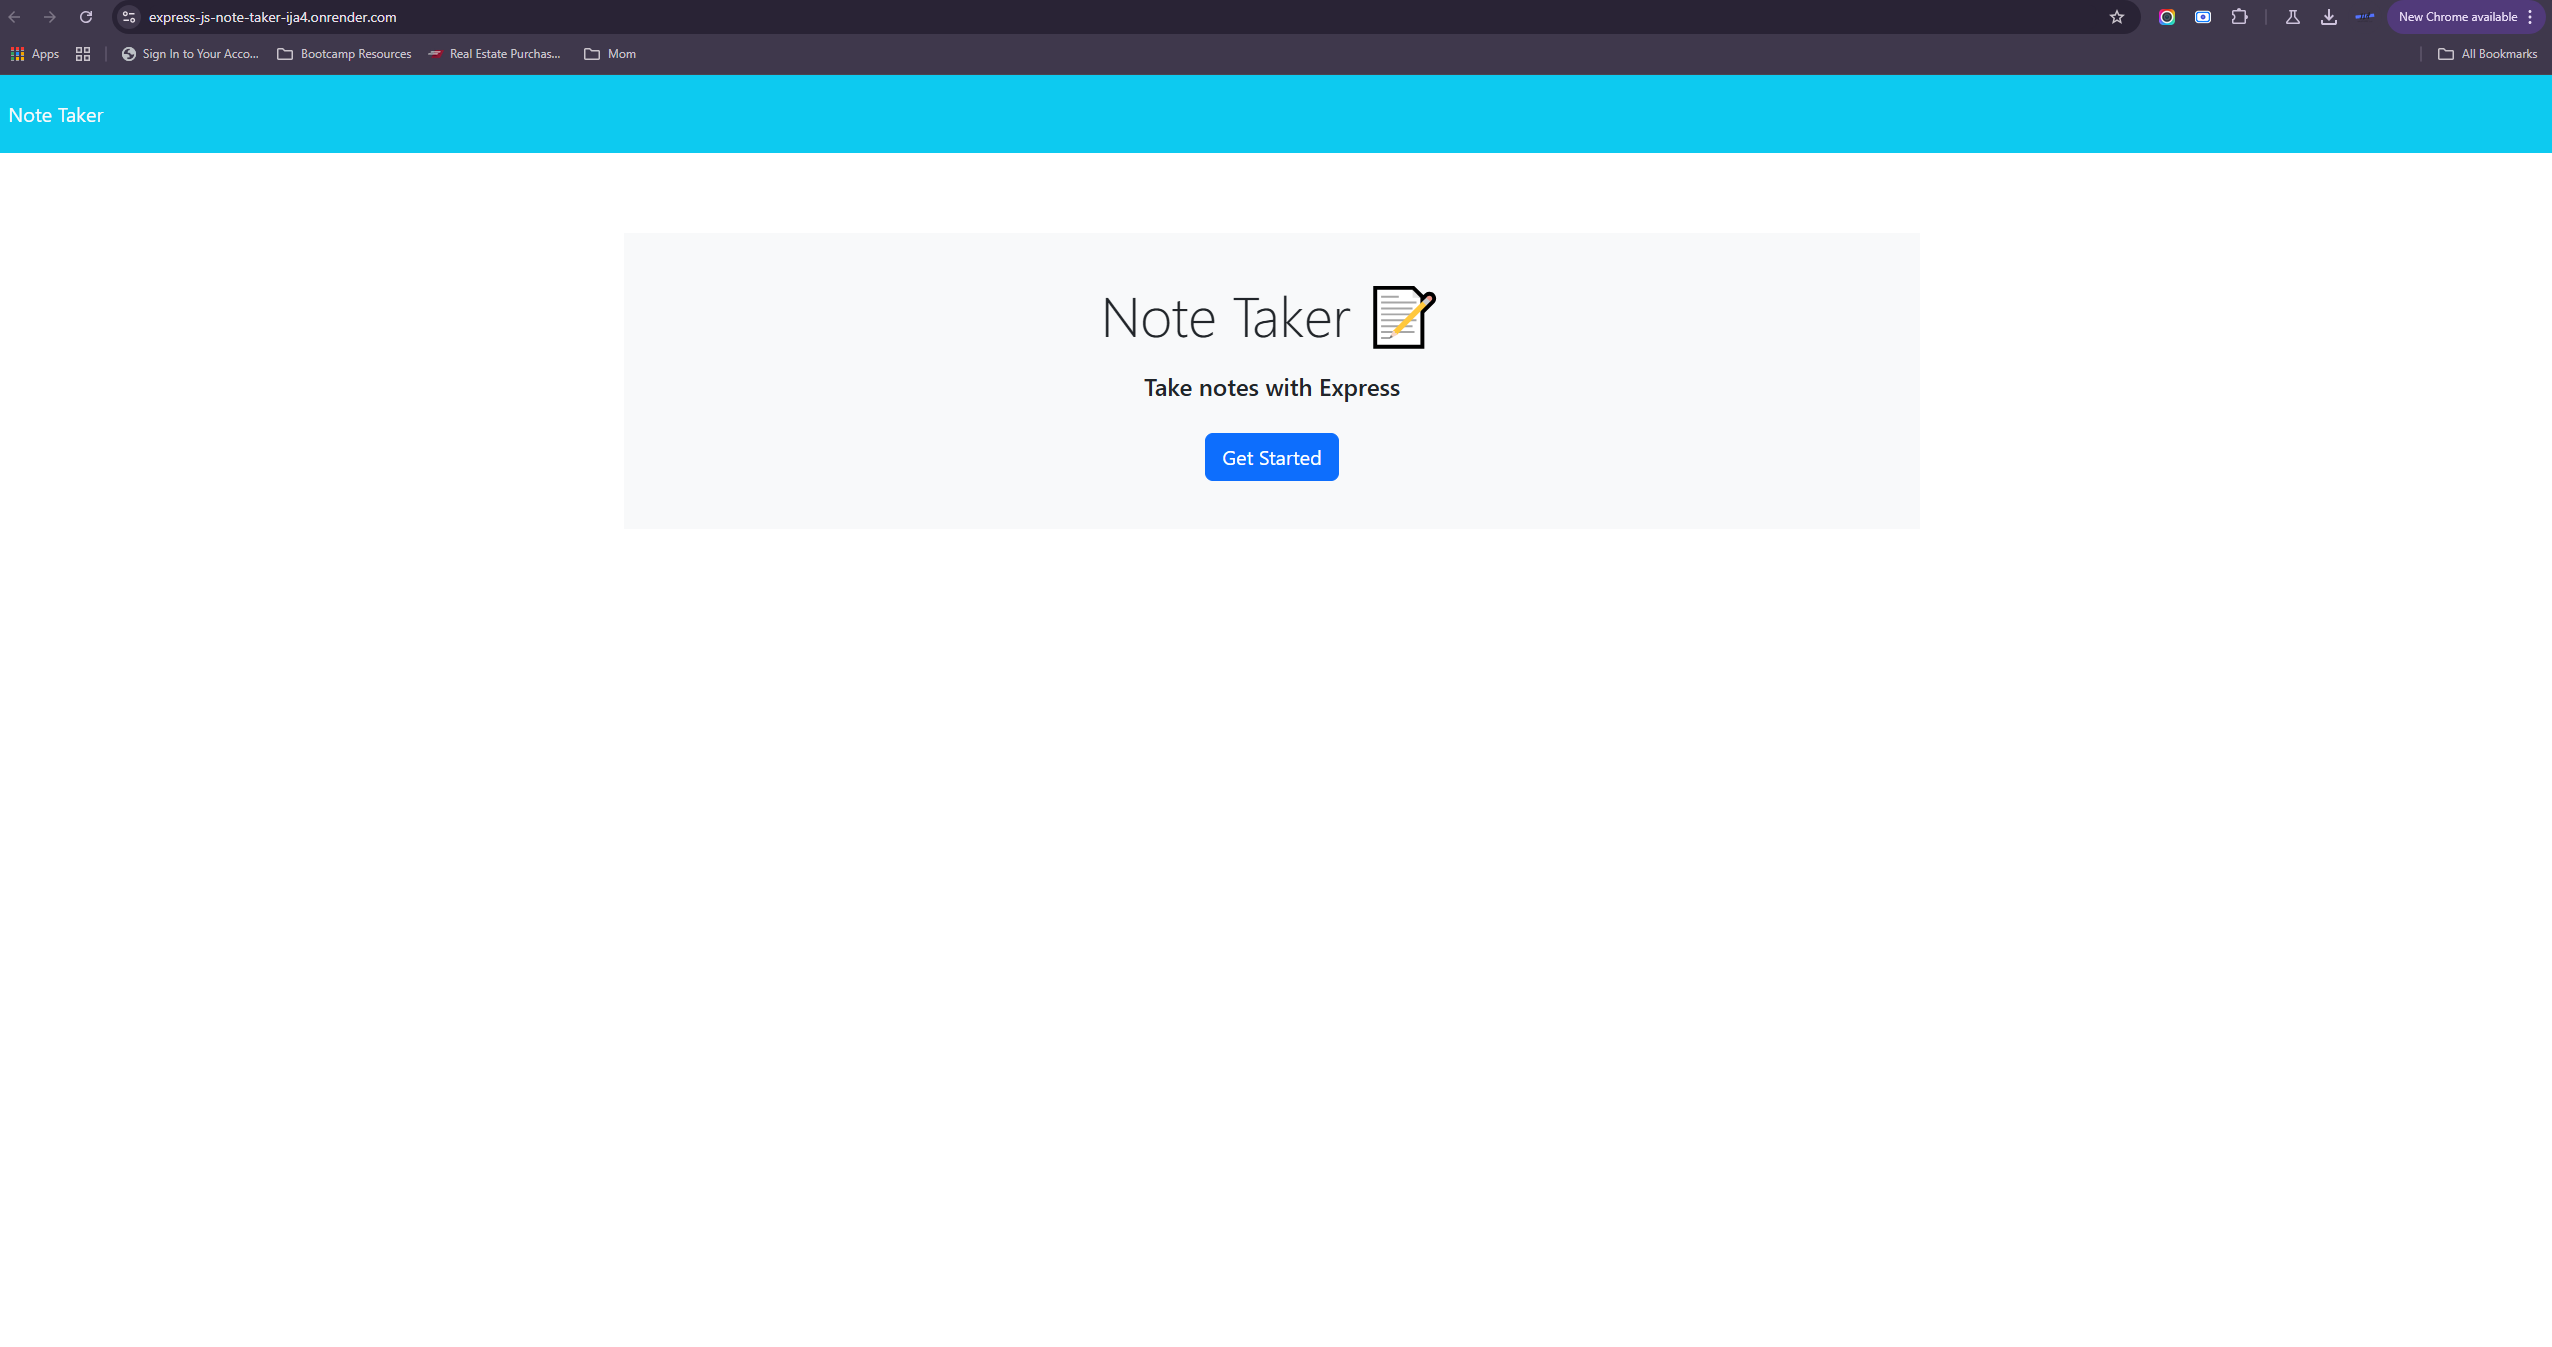 express-js-note-taker-ija4.onrender.com
New Chrome available
Apps
Sign In to Your Acco...
Bootcamp Resources
Real Estate Purchas...
Mom
All Bookmarks
Note Taker
Note Taker
Take notes with Express
Get Started